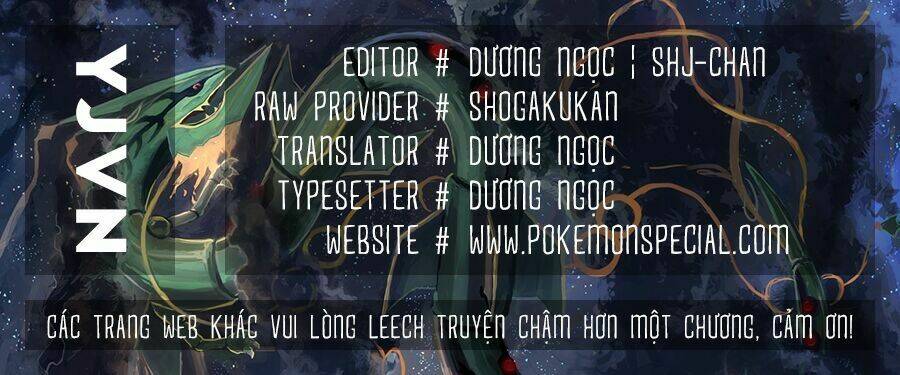 YJVN
EDITOR # DƯƠNG NGỌC ¦ SHJ-CHAN
RAW PROVIDER # SHOGAKUKAN
TRANSLATOR # DƯƠNG NGỌC
TYPESETTER # DƯƠNG NGỌC
WEBSITE # WWW.POKEMONSPECIAL.COM
CÁC TRANG WEB KHÁC VUI LÒNG LEECH TRUYỆN CHẬM HƠN MỘT CHƯƠNG, CẢM ƠN!